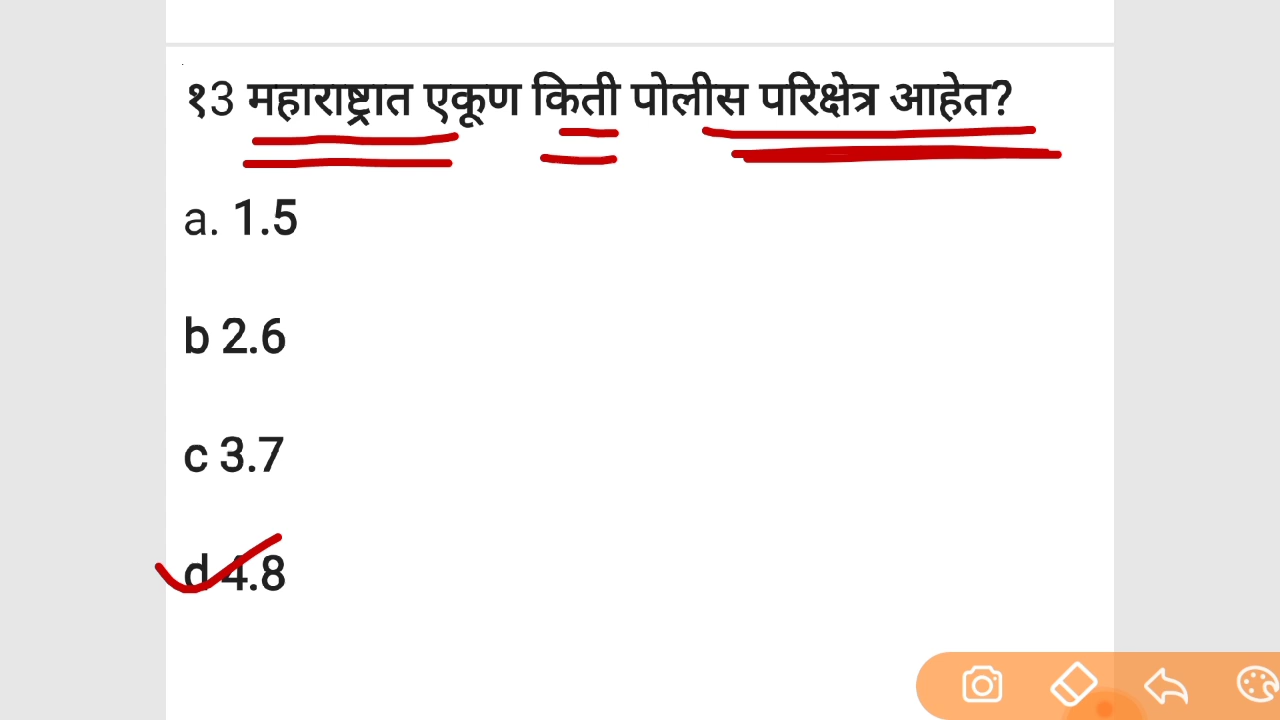 १3 महाराष्ट्रात एकूण किती पोलीस परिक्षेत्र आहेत?
a. 1.5
b 2.6
c 3.7
d 4.8